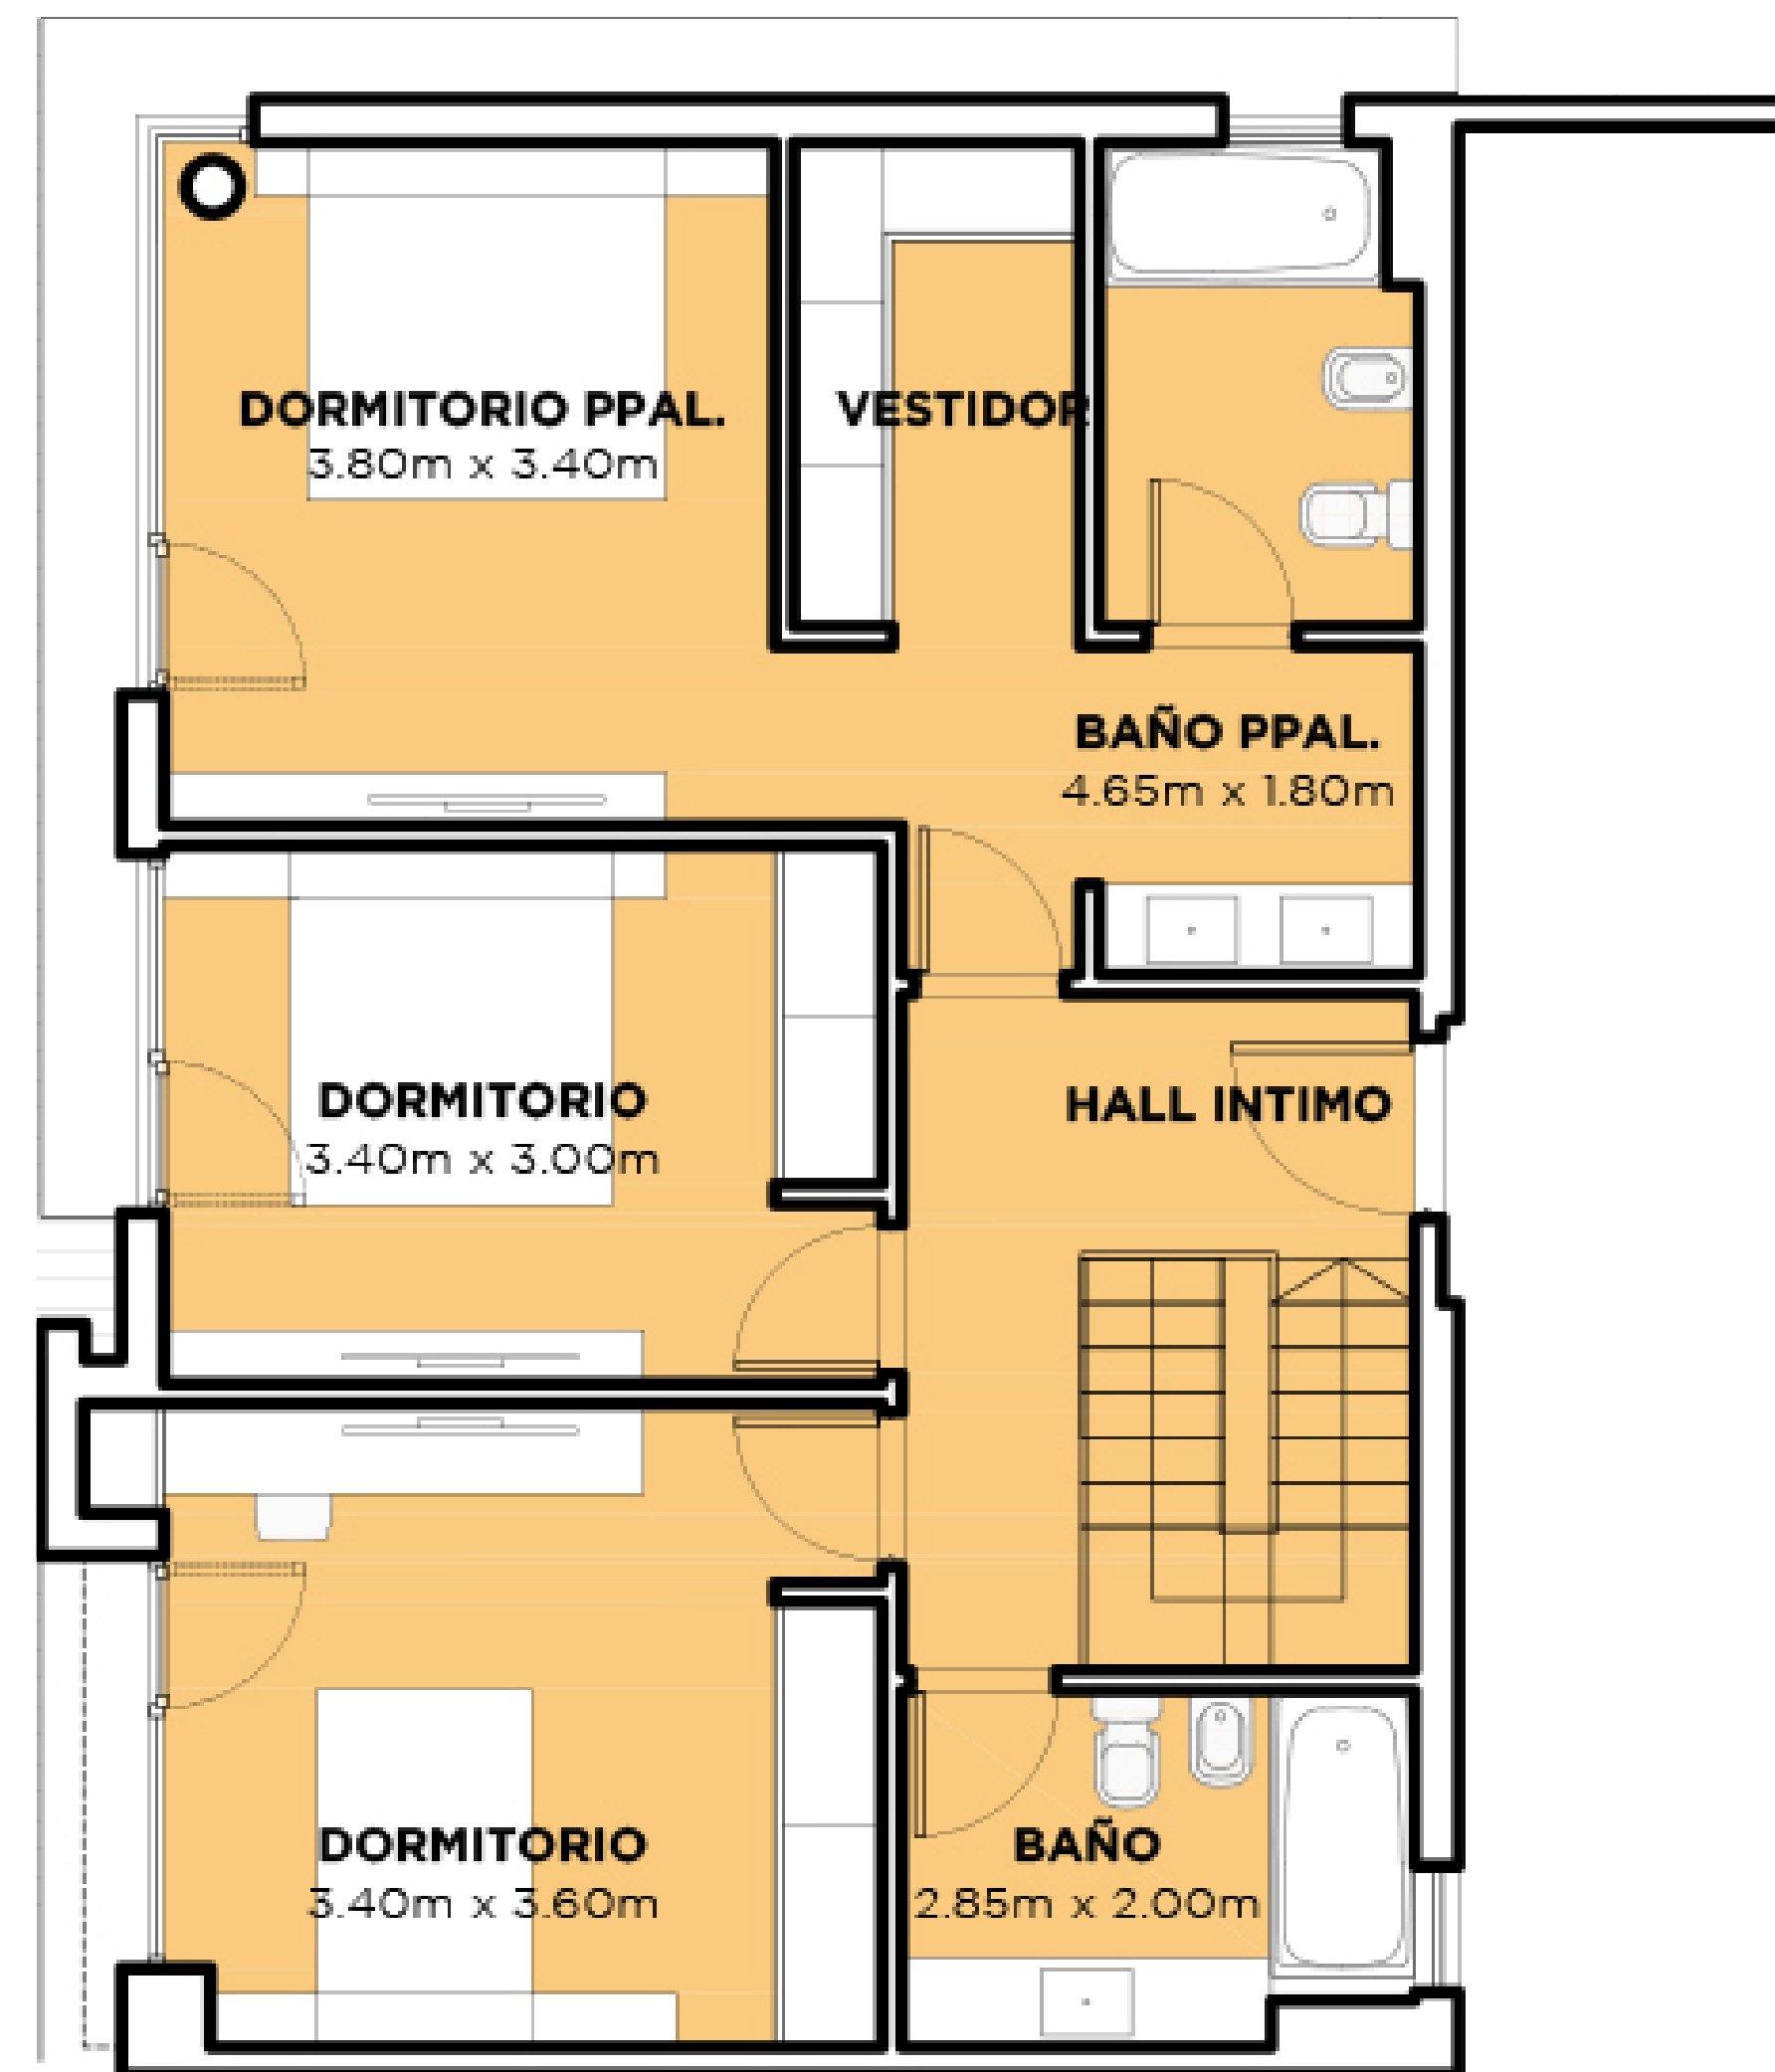 DORMITORIO PPAL.
3.80m x 3.40m
VESTIDOR
BAÑO PPAL.
4.65m x 1.80m
DORMITORIO
3.40m x 3.00m
HALL INTIMO
DORMITORIO
3.40m x 3.60m
BAÑO
2.85m x 2.00m